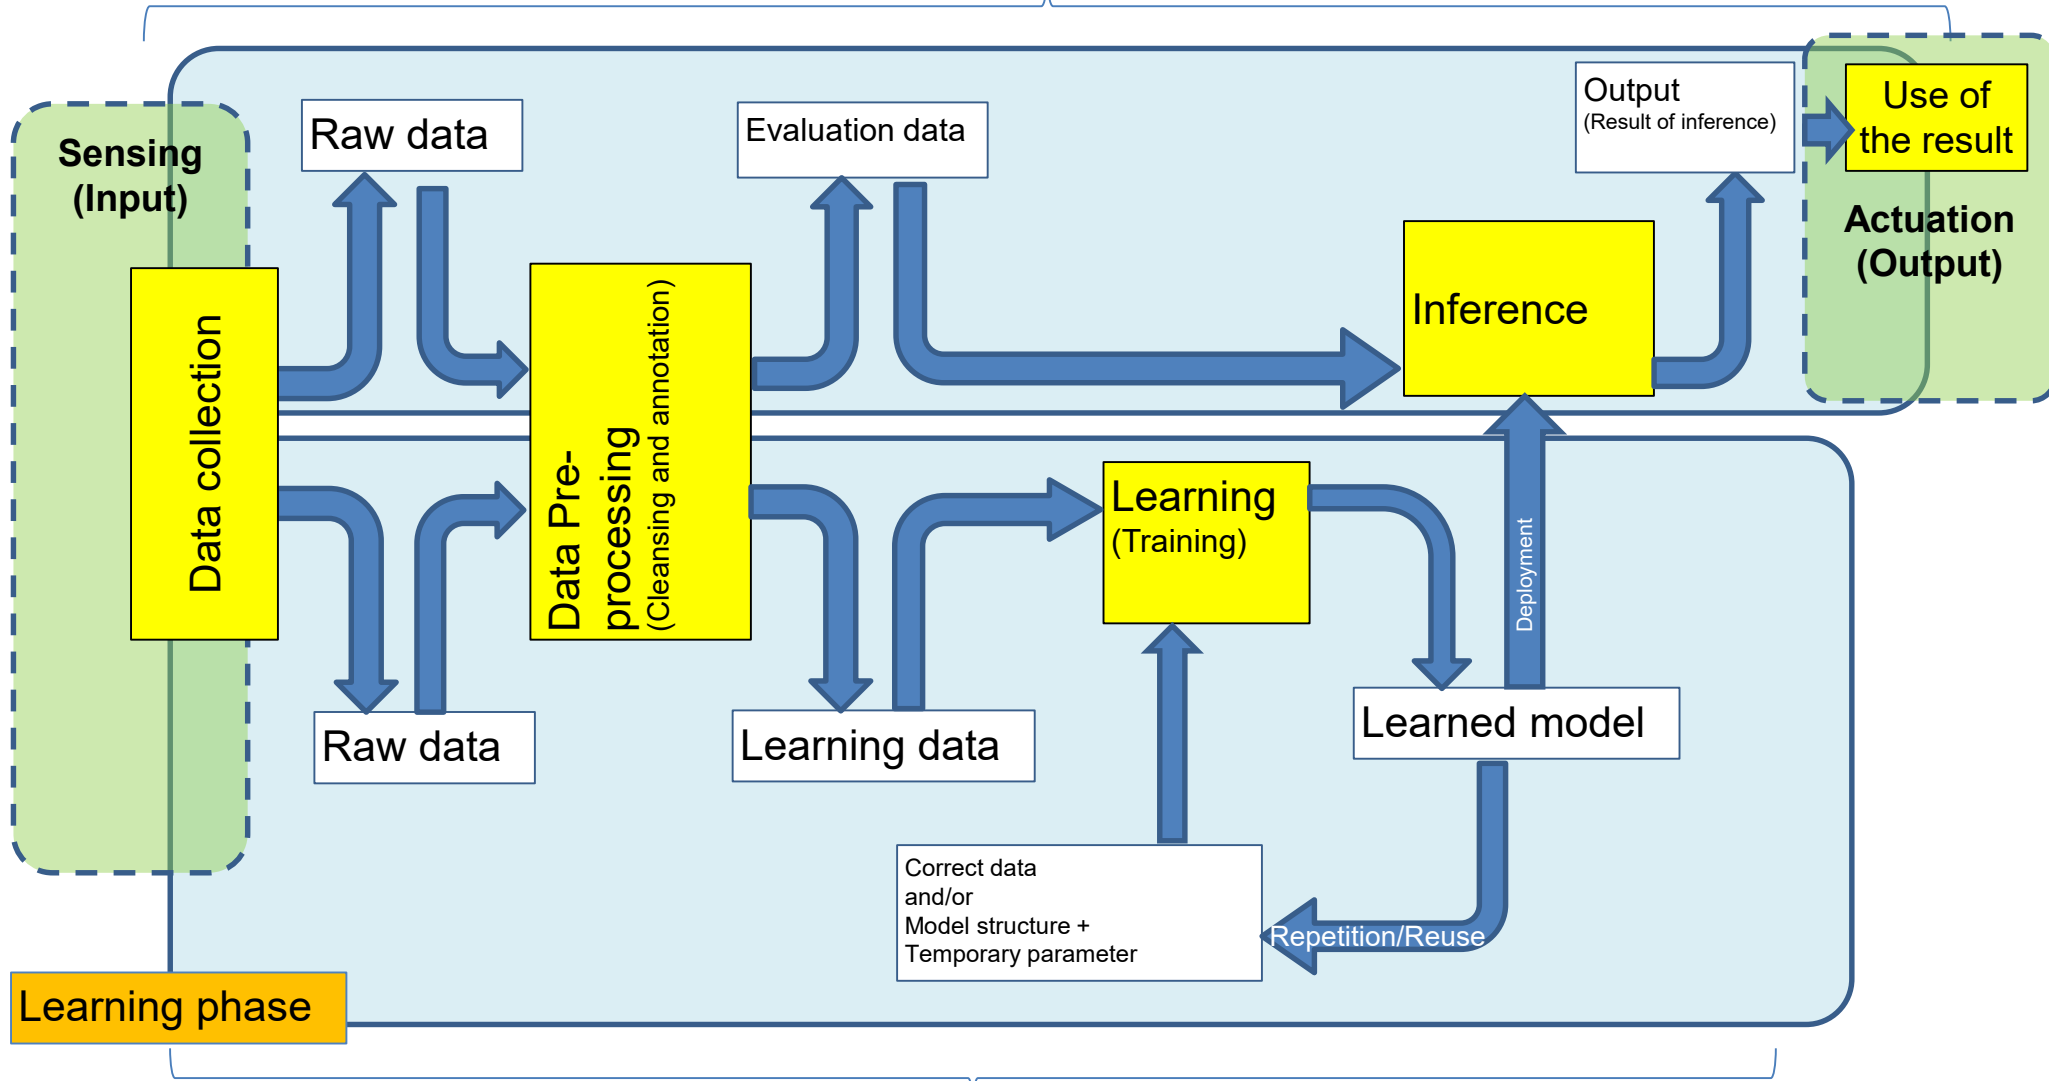 Sensing
(Input)
Raw data
Evaluation data
Output
(Result of inference)
Use of
the result
Actuation
(Output)
Data collection
Data Pre-
processing
(Cleansing and annotation)
Inference
Learning
(Training)
Deployment
Raw data
Learning data
Learned model
Correct data
and/or
Model structure +
Temporary parameter
Repetition/Reuse
Learning phase